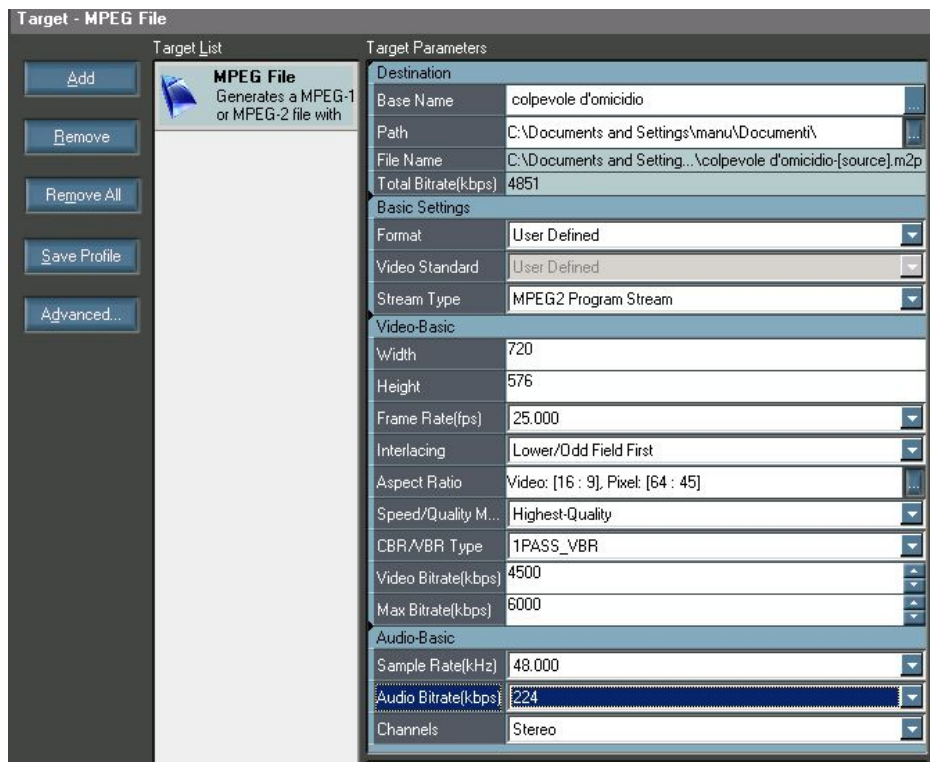 Target - MPEG File
Target List
Target Parameters
Add
Remove
Remove All
Save Profile
Advanced...
MPEG File
Generates a MPEG-1
or MPEG-2 file with
Destination
Base Name colpevole d'omicidio ...
Path C:\Documents and Settings\manu\Documenti\ ...
File Name C:\Documents and Setting...\colpevole d'omicidio-[source].m2p
Total Bitrate(kbps) 4851
Basic Settings
Format User Defined
Video Standard User Defined
Stream Type MPEG2 Program Stream
Video-Basic
Width 720
Height 576
Frame Rate(fps) 25.000
Interlacing Lower/Odd Field First
Aspect Ratio Video: [16 : 9], Pixel: [64 : 45] ...
Speed/Quality M... Highest-Quality
CBR/VBR Type 1PASS_VBR
Video Bitrate(kbps) 4500
Max Bitrate(kbps) 6000
Audio-Basic
Sample Rate(kHz) 48.000
Audio Bitrate(kbps) 224
Channels Stereo